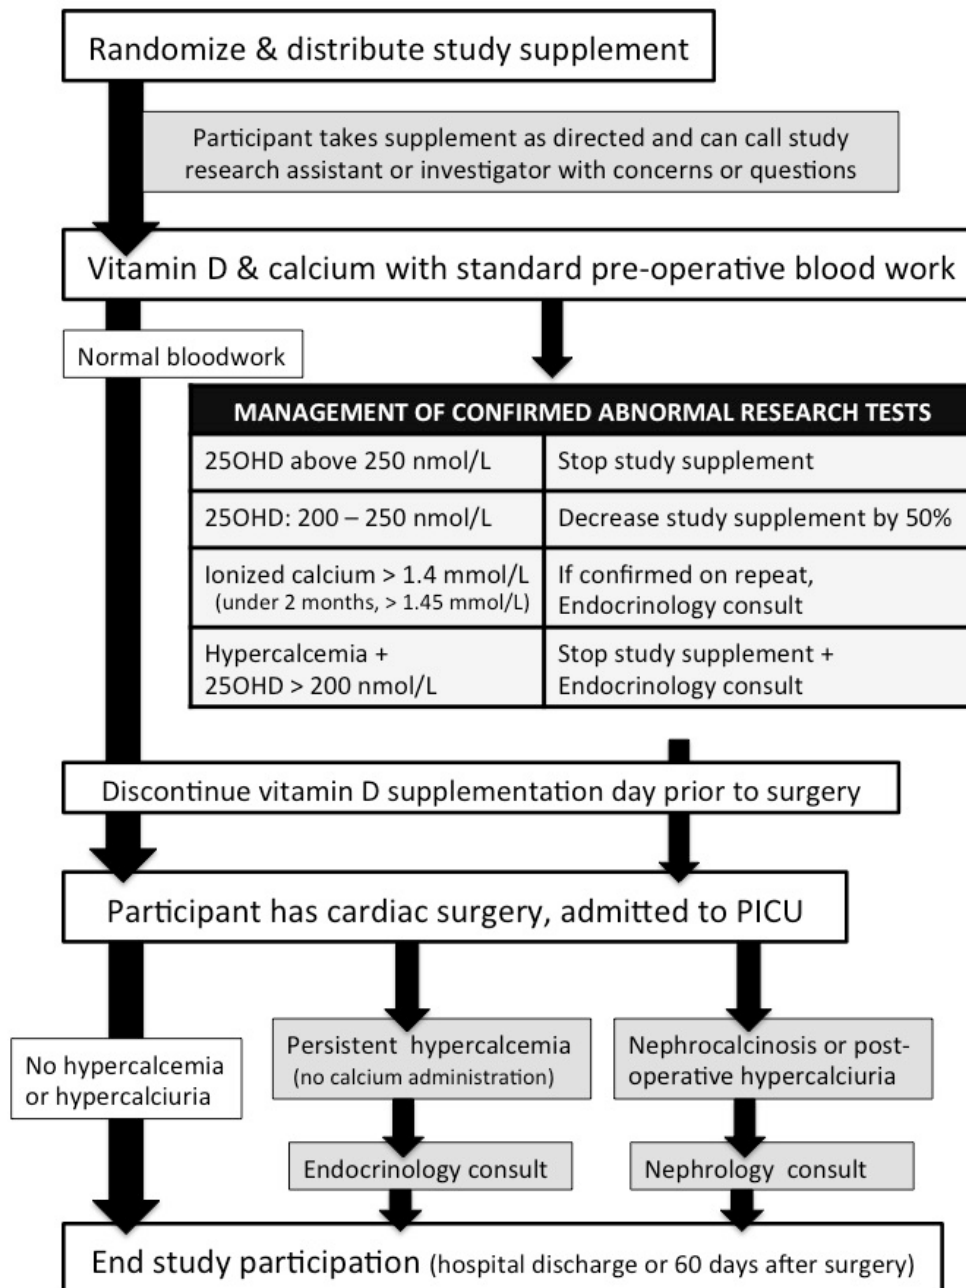 Randomize & distribute study supplement
Participant takes supplement as directed and can call study
research assistant or investigator with concerns or questions
Vitamin D & calcium with standard pre-operative blood work
Normal bloodwork
MANAGEMENT OF CONFIRMED ABNORMAL RESEARCH TESTS
25OHD above 250 nmol/L
Stop study supplement
25OHD: 200 – 250 nmol/L
Decrease study supplement by 50%
Ionized calcium > 1.4 mmol/L
(under 2 months, > 1.45 mmol/L)
If confirmed on repeat,
Endocrinology consult
Hypercalcemia +
25OHD > 200 nmol/L
Stop study supplement +
Endocrinology consult
Discontinue vitamin D supplementation day prior to surgery
Participant has cardiac surgery, admitted to PICU
No hypercalcemia
or hypercalciuria
Persistent hypercalcemia
(no calcium administration)
Nephrocalcinosis or post-
operative hypercalciuria
Endocrinology consult
Nephrology consult
End study participation (hospital discharge or 60 days after surgery)